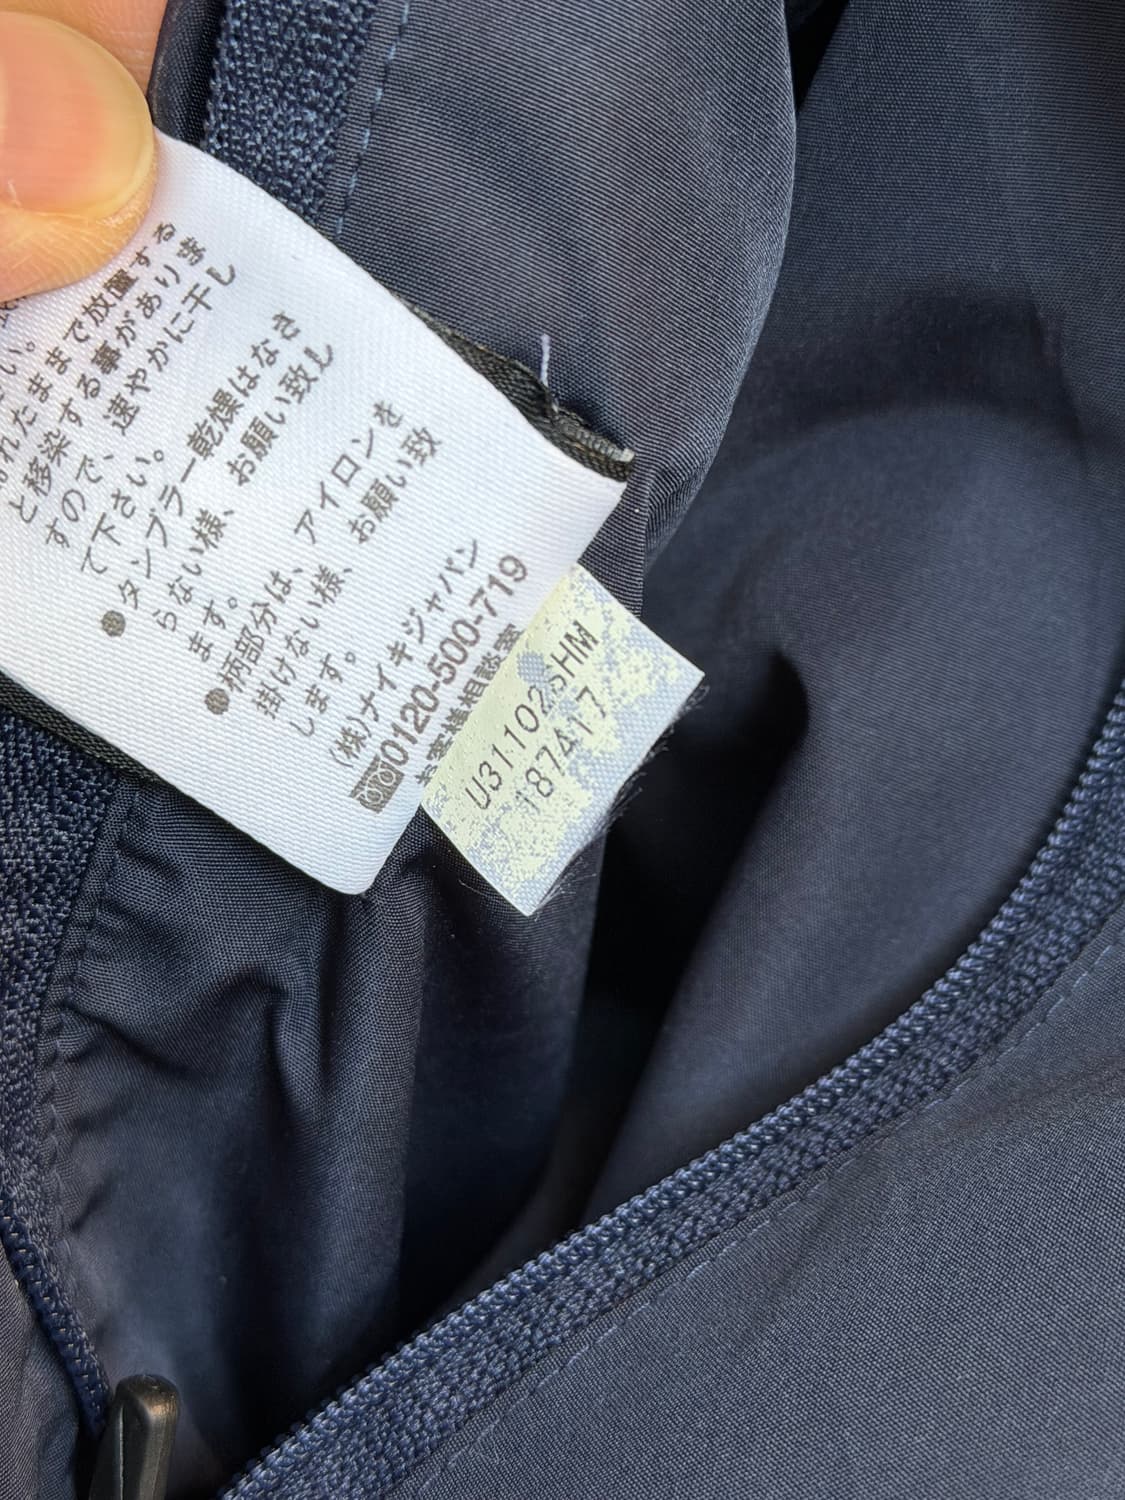 い。
れたままで放置する
と移染する事があります
すので、速やかに干し
て下さい。
●タンブラー乾燥はなさ
らない様、お願い致し
ます。
●柄部分は、アイロンを
掛けない様、お願い致
します。
(株)ナイキジャパン
0120-500-719
お客様相談室
U31102SHM
187417